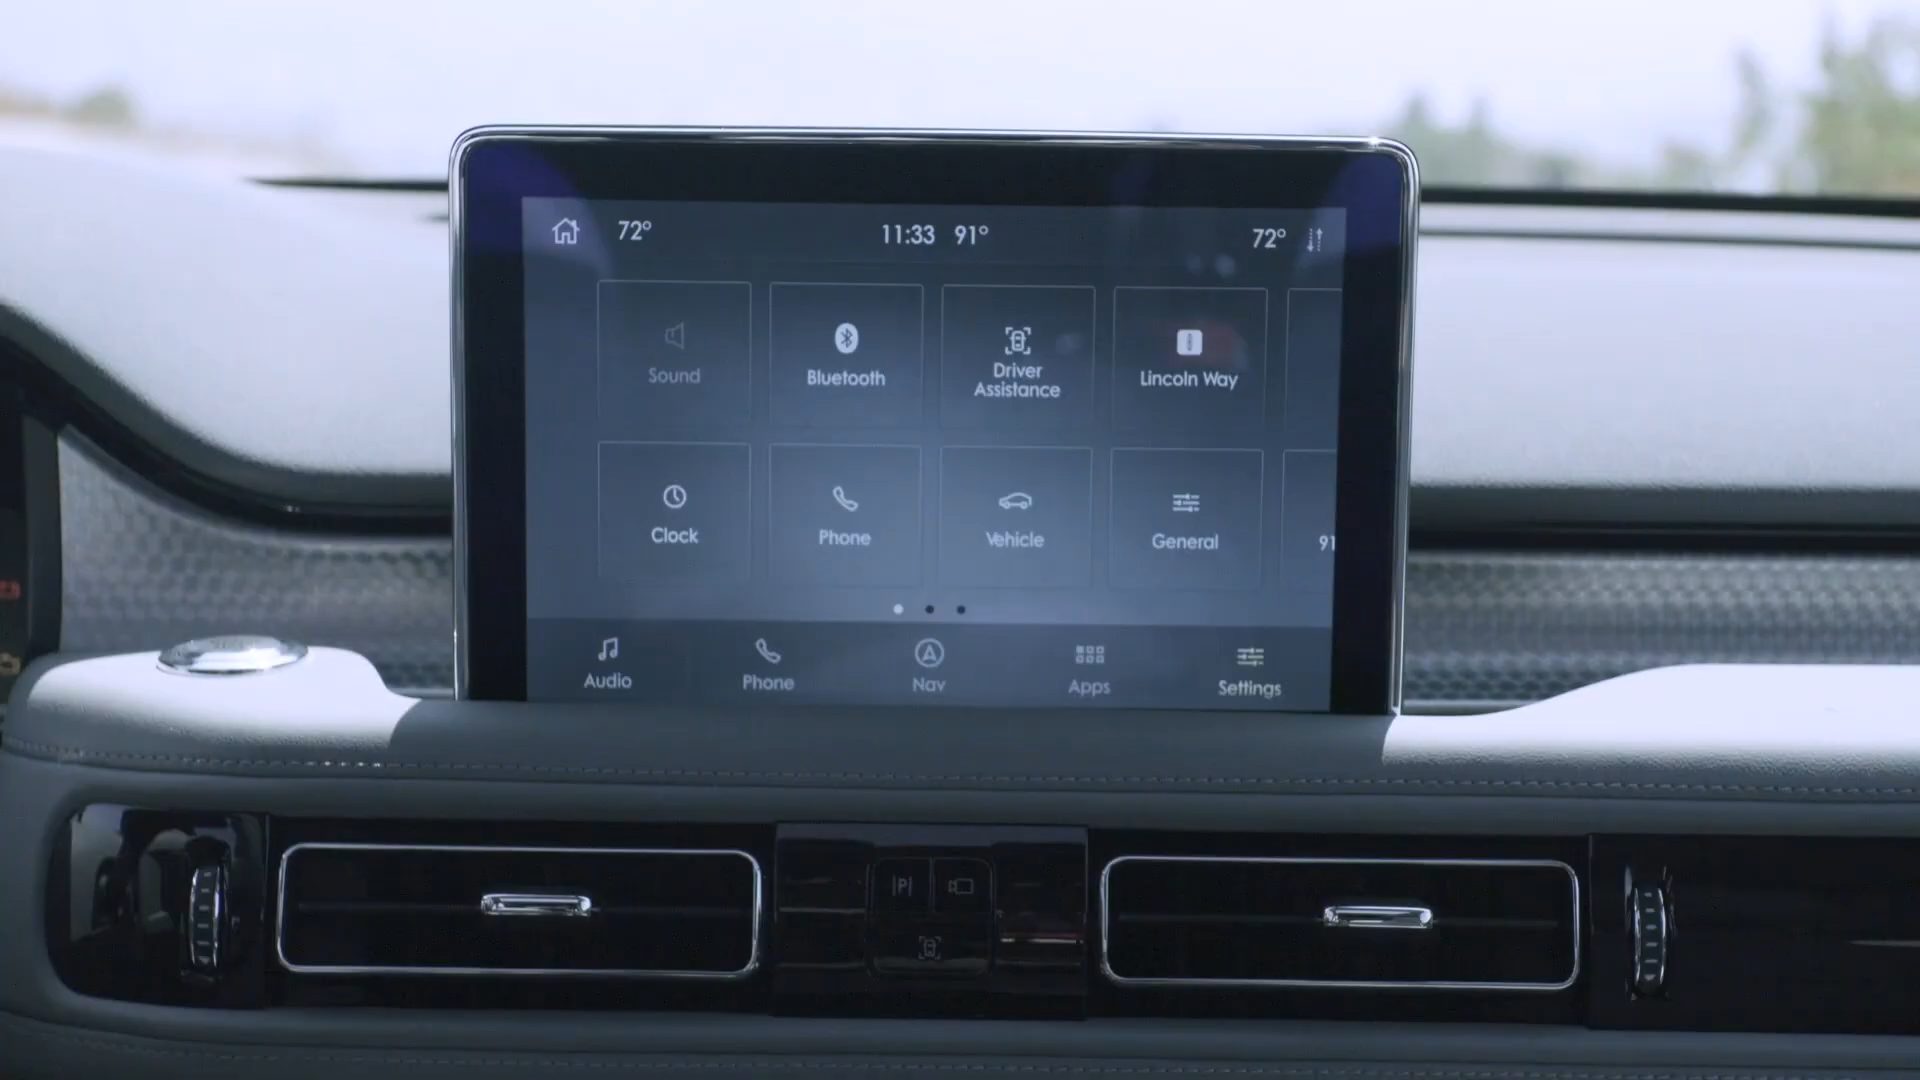 72° 11:33 91° 72°
Sound Bluetooth Driver Assistance Lincoln Way
Clock Phone Vehicle General 91
Audio Phone Nav Apps Settings
P